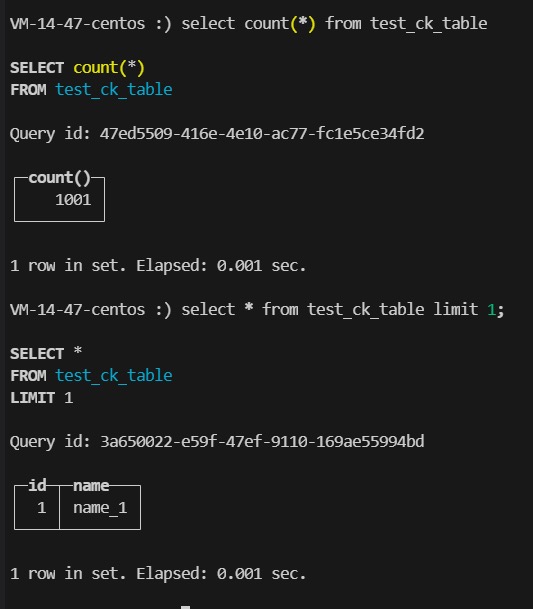 VM-14-47-centos :) select count(*) from test_ck_table
SELECT count(*)
FROM test_ck_table
Query id: 47ed5509-416e-4e10-ac77-fc1e5ce34fd2
count()
1001
1 row in set. Elapsed: 0.001 sec.
VM-14-47-centos :) select * from test_ck_table limit 1;
SELECT *
FROM test_ck_table
LIMIT 1
Query id: 3a650022-e59f-47ef-9110-169ae55994bd
id name
1 name_1
1 row in set. Elapsed: 0.001 sec.